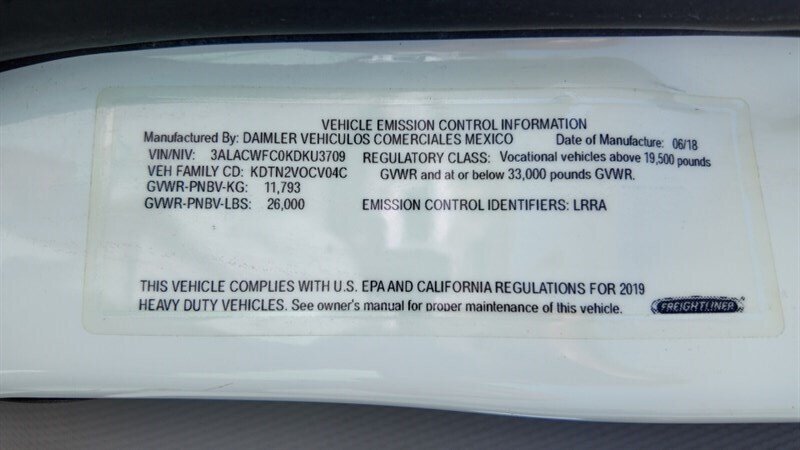 VEHICLE EMISSION CONTROL INFORMATION
Manufactured By: DAIMLER VEHICULOS COMERCIALES MEXICO Date of Manufacture: 06/18
VIN/NIV: 3ALACWFC0KDKU3709 REGULATORY CLASS: Vocational vehicles above 19,500 pounds
VEH FAMILY CD: KDTN2VOCV04C GVWR and at or below 33,000 pounds GVWR.
GVWR-PNBV-KG: 11,793
GVWR-PNBV-LBS: 26,000 EMISSION CONTROL IDENTIFIERS: LRRA
THIS VEHICLE COMPLIES WITH U.S. EPA AND CALIFORNIA REGULATIONS FOR 2019
HEAVY DUTY VEHICLES. See owner's manual for proper maintenance of this vehicle. FREIGHTLINER